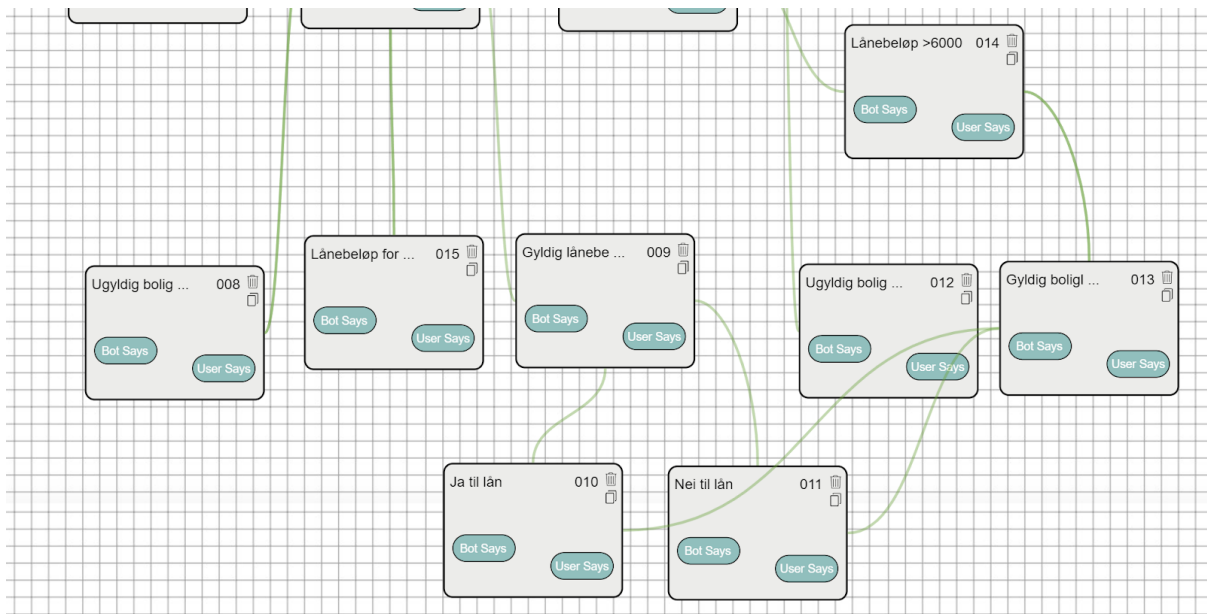 Lånebeløp >6000 014
Bot Says
User Says
Ugyldig bolig ... 008
Bot Says
User Says
Lånebeløp for ... 015
Bot Says
User Says
Gyldig lånebe ... 009
Bot Says
User Says
Ugyldig bolig ... 012
Bot Says
User Says
Gyldig boligl ... 013
Bot Says
User Says
Ja til lån 010
Bot Says
User Says
Nei til lån 011
Bot Says
User Says